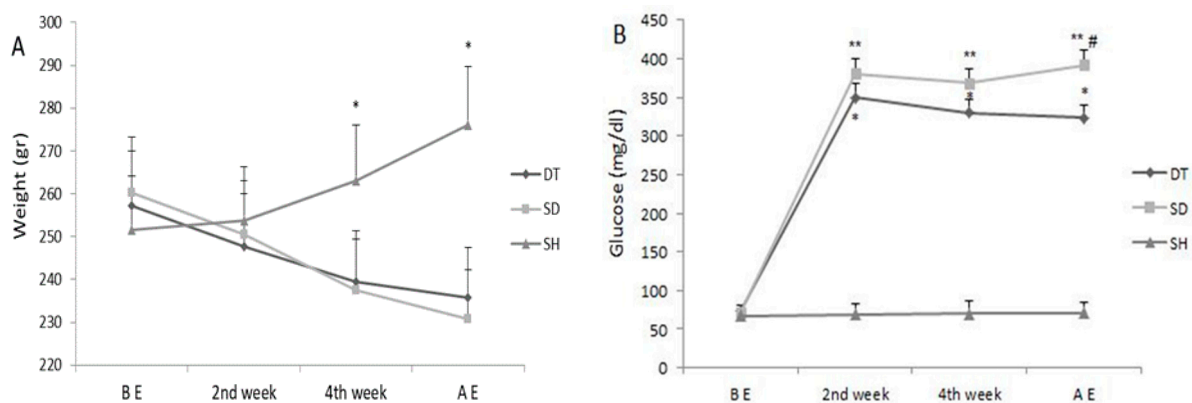 A
Weight (gr)
300
290
280
270
260
250
240
230
220
*
*
B E
2nd week
4th week
A E
DT
SD
SH
B
Glucose (mg/dl)
450
400
350
300
250
200
150
100
50
0
**
**
** #
*
*
*
B E
2nd week
4th week
A E
DT
SD
SH